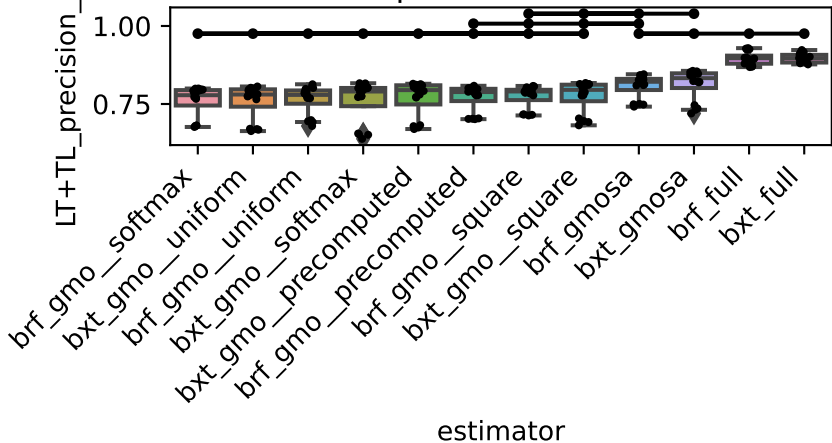 LT+TL_precision_
1.00
0.75
brf_gmo__softmax
bxt_gmo__uniform
brf_gmo__uniform
bxt_gmo__softmax
bxt_gmo__precomputed
brf_gmo__precomputed
brf_gmo__square
bxt_gmo__square
brf_gmosa
bxt_gmosa
brf_full
bxt_full
estimator